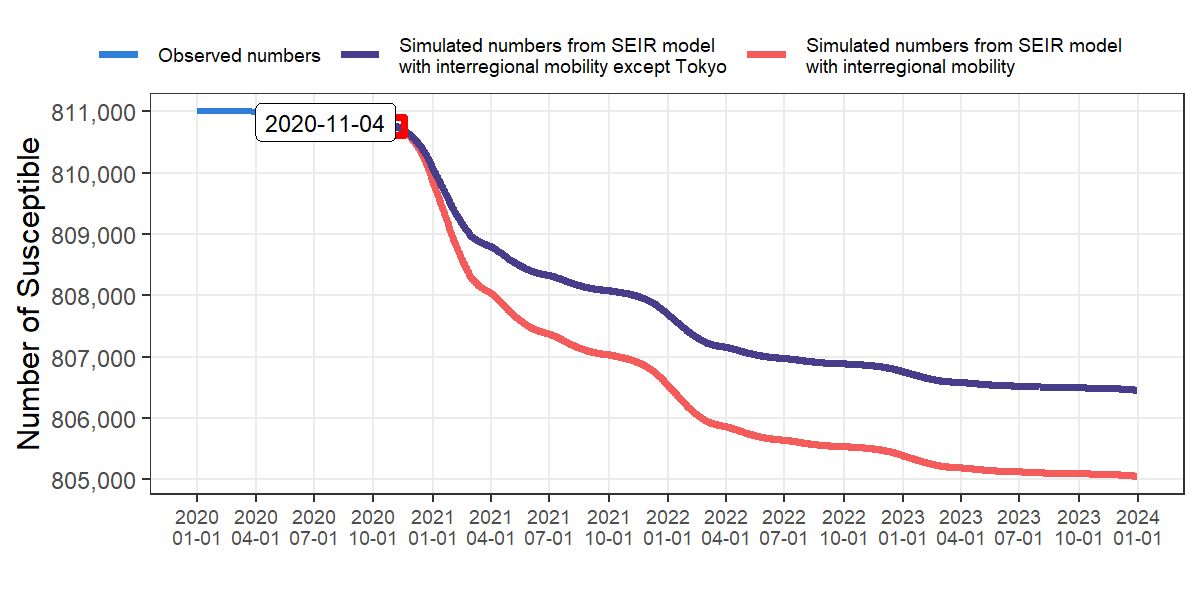 Observed numbers
Simulated numbers from SEIR model
with interregional mobility except Tokyo
Simulated numbers from SEIR model
with interregional mobility
Number of Susceptible
811,000
810,000
809,000
808,000
807,000
806,000
805,000
2020-11-04
2020 2020 2020 2020 2021 2021 2021 2021 2022 2022 2022 2022 2023 2023 2023 2023 2024
01-01 04-01 07-01 10-01 01-01 04-01 07-01 10-01 01-01 04-01 07-01 10-01 01-01 04-01 07-01 10-01 01-01